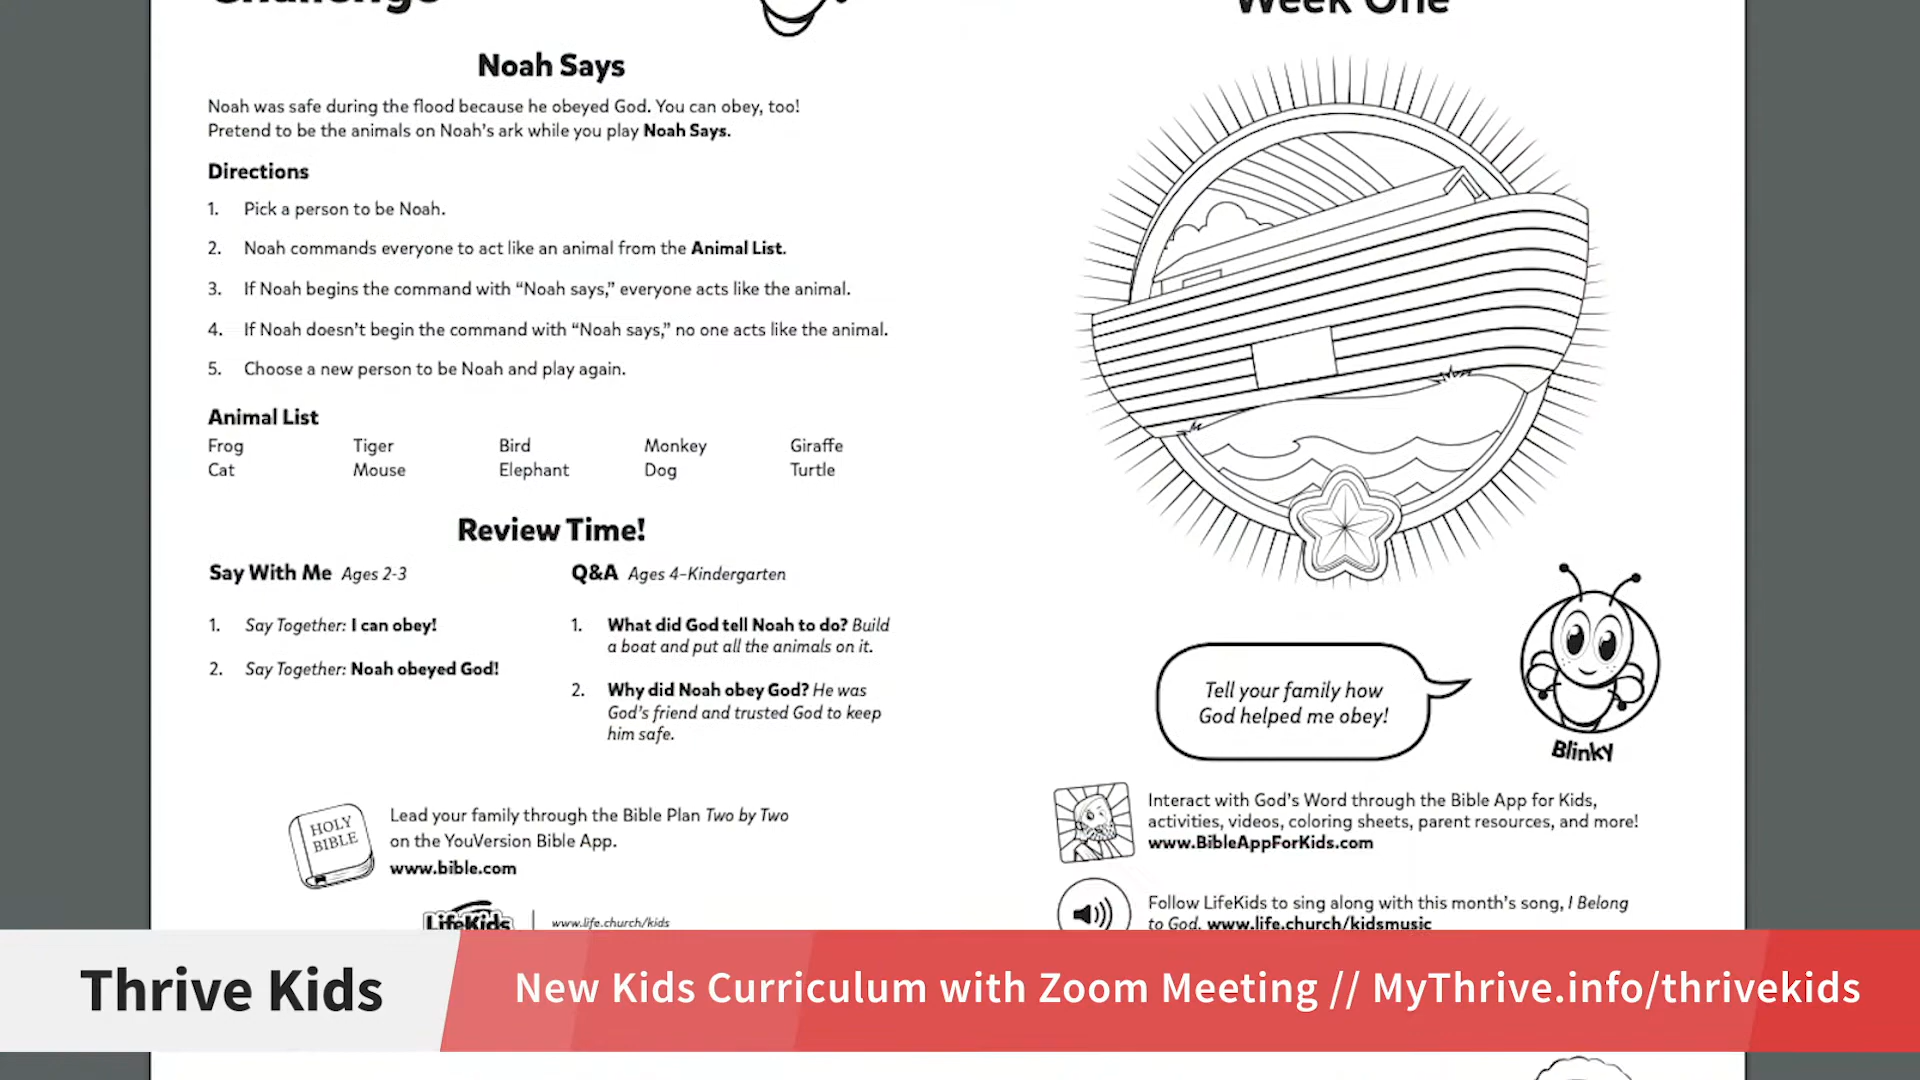 Challenge
Noah Says
Noah was safe during the flood because he obeyed God. You can obey, too!
Pretend to be the animals on Noah's ark while you play Noah Says.
Directions
1. Pick a person to be Noah.
2. Noah commands everyone to act like an animal from the Animal List.
3. If Noah begins the command with “Noah says,” everyone acts like the animal.
4. If Noah doesn't begin the command with “Noah says,” no one acts like the animal.
5. Choose a new person to be Noah and play again.
Animal List
Frog Tiger Bird Monkey Giraffe
Cat Mouse Elephant Dog Turtle
Review Time!
Say With Me Ages 2-3
1. Say Together: I can obey!
2. Say Together: Noah obeyed God!
Q&A Ages 4-Kindergarten
1. What did God tell Noah to do? Build
a boat and put all the animals on it.
2. Why did Noah obey God? He was
God's friend and trusted God to keep
him safe.
HOLY
BIBLE
Lead your family through the Bible Plan Two by Two
on the YouVersion Bible App.
www.bible.com
LifeKids www.life.church/kids
Week One
Tell your family how
God helped me obey!
Blinky
Interact with God's Word through the Bible App for Kids,
activities, videos, coloring sheets, parent resources, and more!
www.BibleAppForKids.com
Follow LifeKids to sing along with this month's song, I Belong
to God. www.life.church/kidsmusic
Thrive Kids
New Kids Curriculum with Zoom Meeting // MyThrive.info/thrivekids